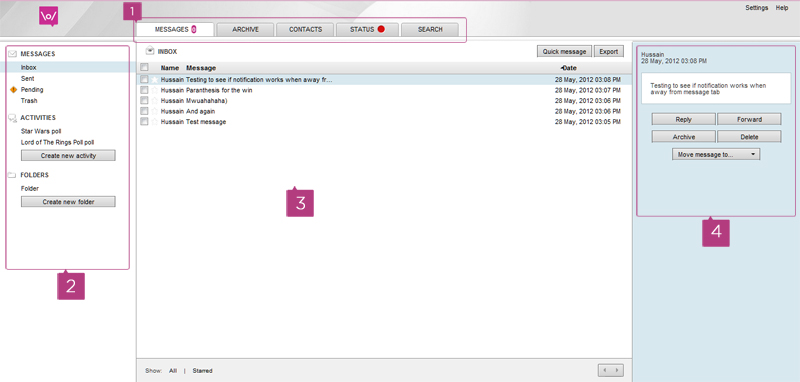 1
MESSAGES 0 ARCHIVE CONTACTS STATUS SEARCH
Settings Help
\o/
MESSAGES
Inbox
Sent
Pending
Trash
ACTIVITIES
Star Wars poll
Lord of The Rings Poll poll
Create new activity
FOLDERS
Folder
Create new folder
2
INBOX
Quick message Export
Name Message Date
Hussain Testing to see if notification works when away fr... 28 May, 2012 03:08 PM
Hussain Paranthesis for the win 28 May, 2012 03:07 PM
Hussain Mwuahahaha) 28 May, 2012 03:06 PM
Hussain And again 28 May, 2012 03:06 PM
Hussain Test message 28 May, 2012 03:05 PM
3
Show: All | Starred
Hussain
28 May, 2012 03:08 PM
Testing to see if notification works when
away from message tab
Reply Forward
Archive Delete
Move message to...
4